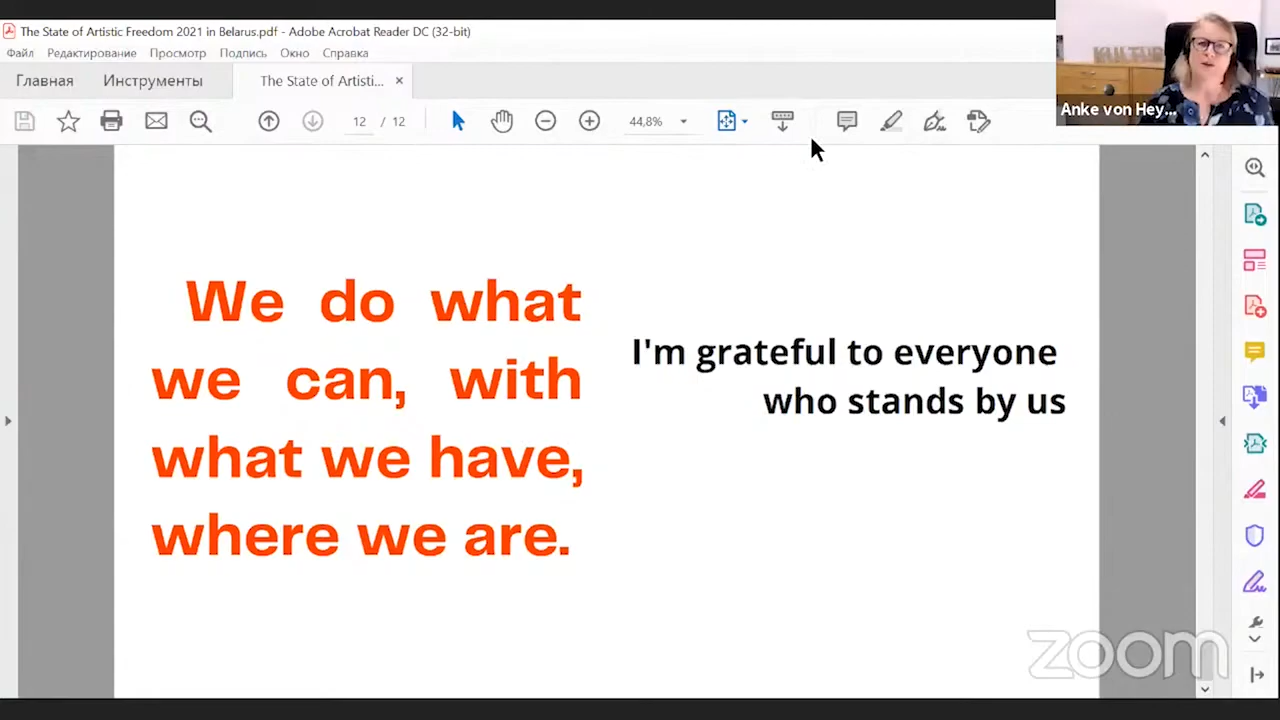 The State of Artistic Freedom 2021 in Belarus.pdf - Adobe Acrobat Reader DC (32-bit)
Файл Редактирование Просмотр Подпись Окно Справка
Главная Инструменты The State of Artisti... ×
12 / 12 44,8%
KULTUR
Anke von Hey...
We do what
we can, with
what we have,
where we are.
I'm grateful to everyone
who stands by us
zoom